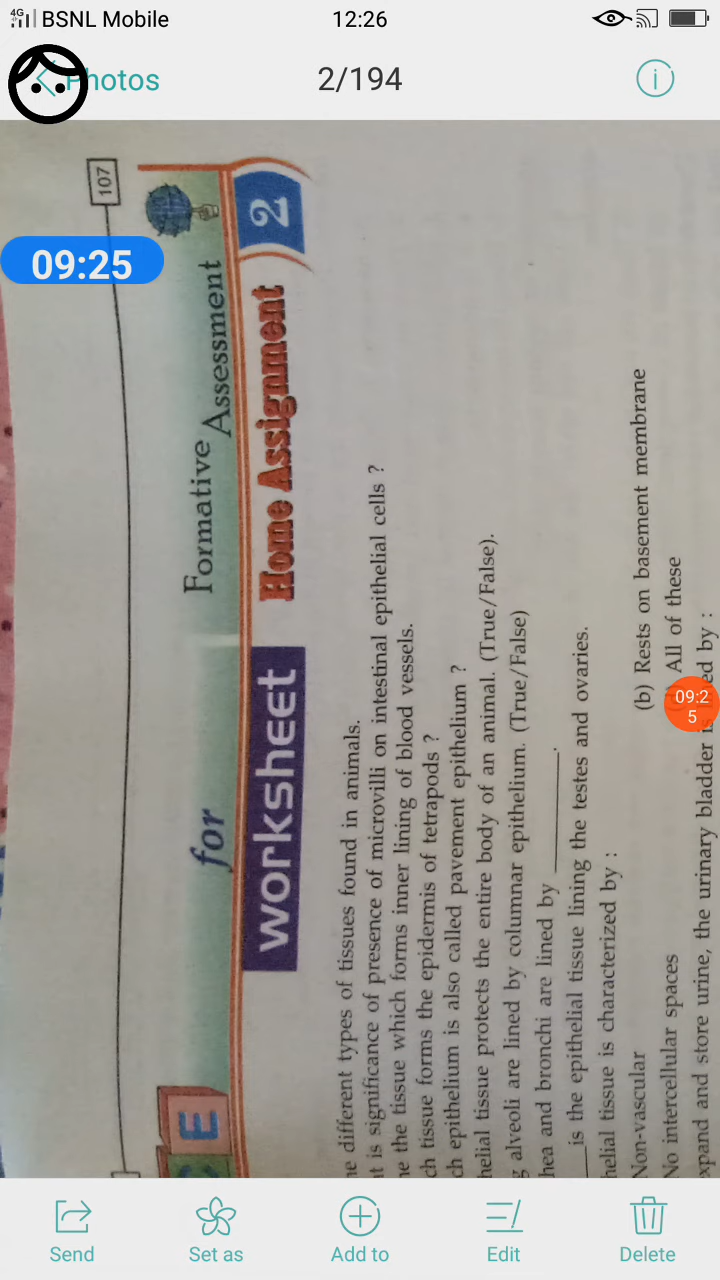 4G BSNL Mobile
12:26
Photos
2/194
107
09:25
for Formative Assessment
E
WORKSHEET Home Assignment 2
different types of tissues found in animals.
is significance of presence of microvilli on intestinal epithelial cells ?
the tissue which forms inner lining of blood vessels.
tissue forms the epidermis of tetrapods ?
epithelium is also called pavement epithelium ?
tissue protects the entire body of an animal. (True/False).
alveoli are lined by columnar epithelium. (True/False)
and bronchi are lined by ________.
is the epithelial tissue lining the testes and ovaries.
tissue is characterized by :
Non-vascular (b) Rests on basement membrane
No intercellular spaces All of these
and store urine, the urinary bladder is by :
09:2
5
Send
Set as
Add to
Edit
Delete